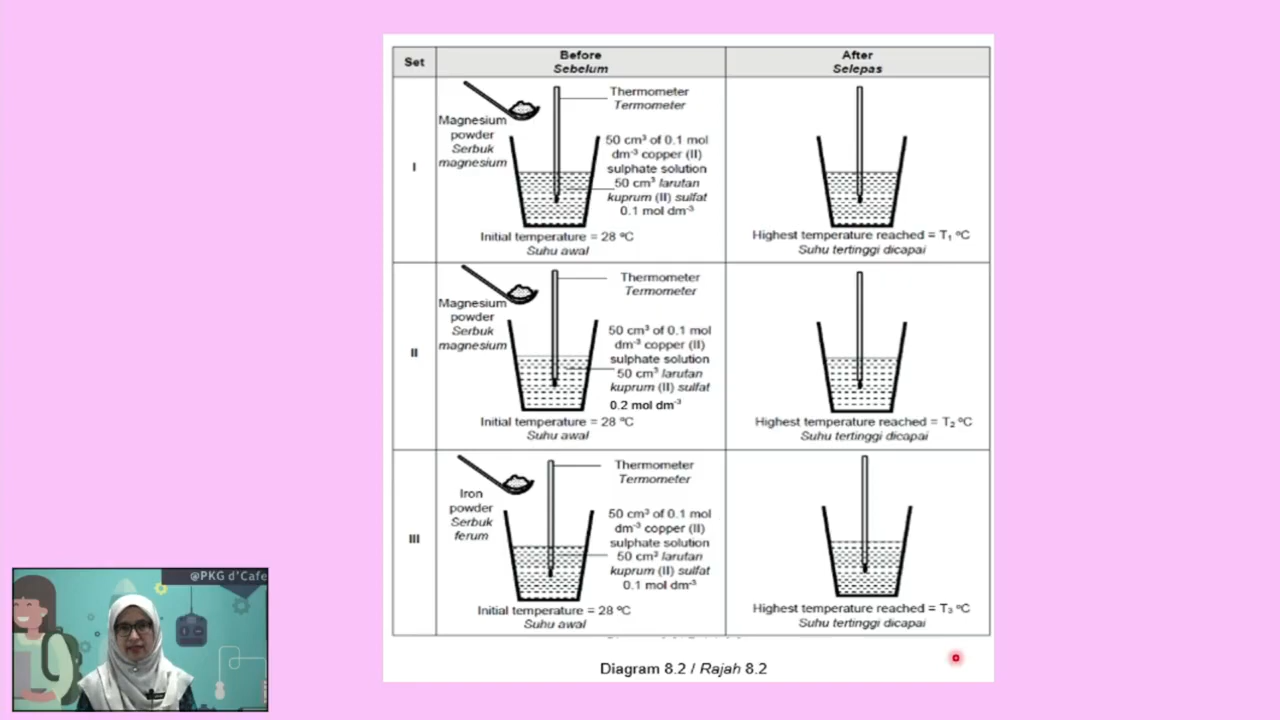 Set
Before
Sebelum
After
Selepas
I
Magnesium
powder
Serbuk
magnesium
Thermometer
Termometer
50 cm³ of 0.1 mol
dm⁻³ copper (II)
sulphate solution
50 cm³ larutan
kuprum (II) sulfat
0.1 mol dm⁻³
Initial temperature = 28 ºC
Suhu awal
Highest temperature reached = T₁ ºC
Suhu tertinggi dicapai
II
Magnesium
powder
Serbuk
magnesium
Thermometer
Termometer
50 cm³ of 0.1 mol
dm⁻³ copper (II)
sulphate solution
50 cm³ larutan
kuprum (II) sulfat
0.2 mol dm⁻³
Initial temperature = 28 ºC
Suhu awal
Highest temperature reached = T₂ ºC
Suhu tertinggi dicapai
III
Iron
powder
Serbuk
ferum
Thermometer
Termometer
50 cm³ of 0.1 mol
dm⁻³ copper (II)
sulphate solution
50 cm³ larutan
kuprum (II) sulfat
0.1 mol dm⁻³
Initial temperature = 28 ºC
Suhu awal
Highest temperature reached = T₃ ºC
Suhu tertinggi dicapai
Diagram 8.2 / Rajah 8.2
@PKG d'Cafe